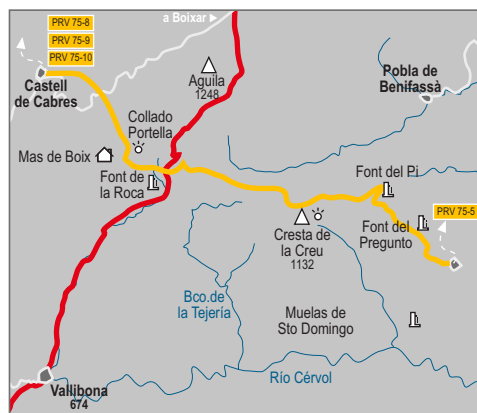 a Boixar ►
PRV 75-8
PRV 75-9
PRV 75-10
Castell
de Cabres
Aguila
1248
Pobla de
Benifassà
Collado
Portella
Mas de Boix
Font de
la Roca
Font del Pi
PRV 75-5
Font del
Pregunto
Cresta de
la Creu
1132
Bco.de
la Tejería
Muelas de
Sto Domingo
Río Cérvol
Vallibona
674